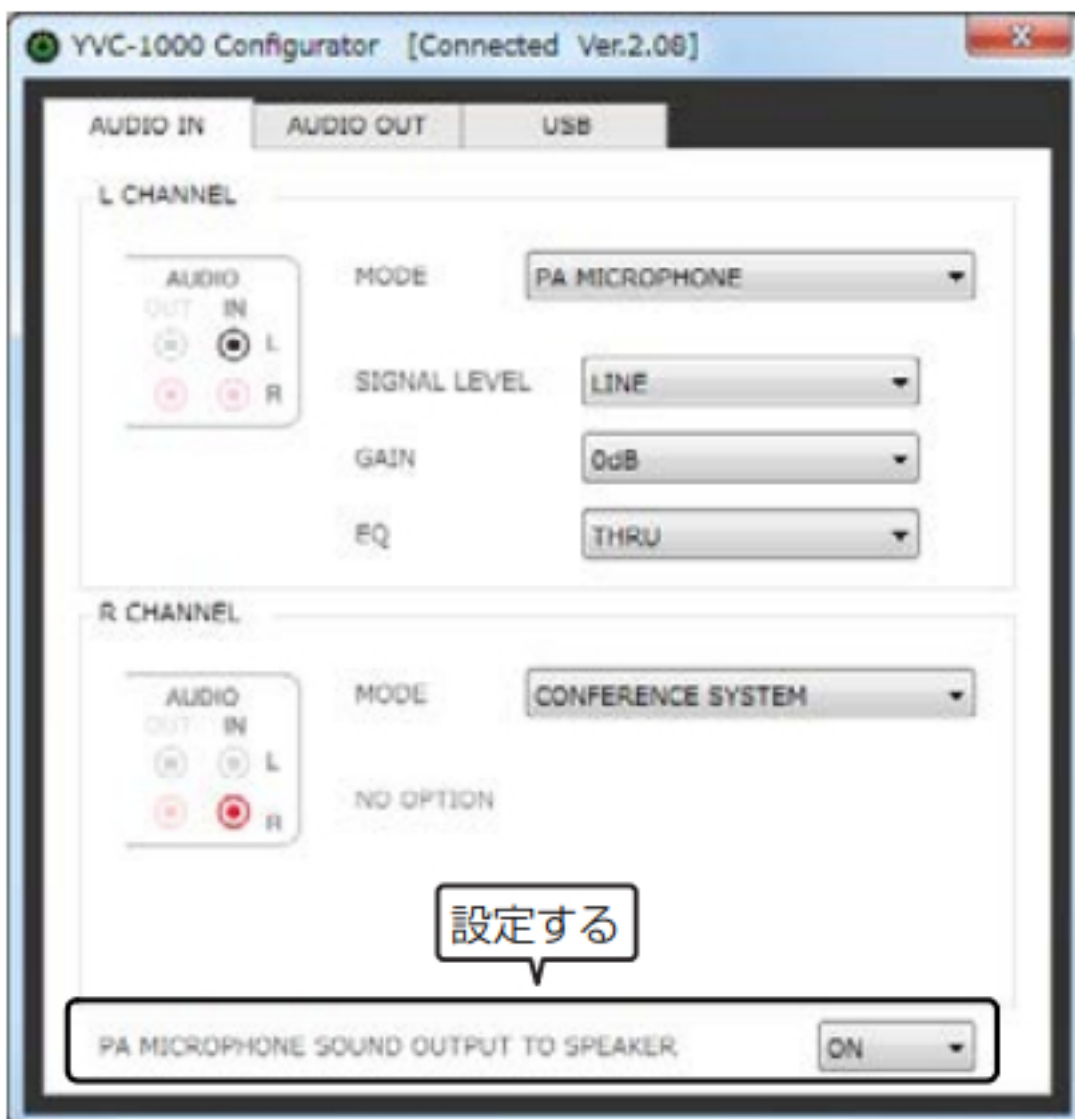 YVC-1000 Configurator [Connected Ver.2.08]
AUDIO IN AUDIO OUT USB
L CHANNEL
AUDIO
OUT IN
L
R
MODE PA MICROPHONE
SIGNAL LEVEL LINE
GAIN 0dB
EQ THRU
R CHANNEL
AUDIO
OUT IN
L
R
MODE CONFERENCE SYSTEM
NO OPTION
設定する
PA MICROPHONE SOUND OUTPUT TO SPEAKER ON